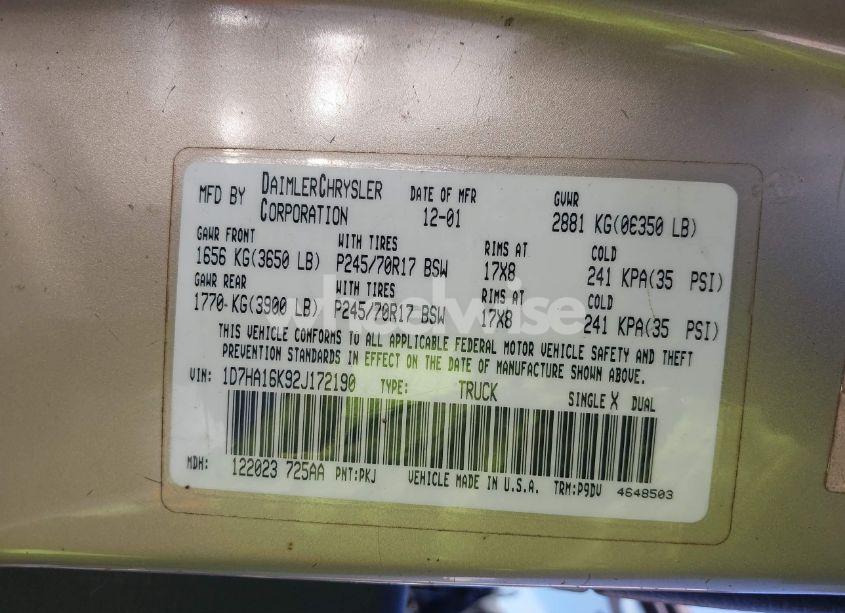 MFD BY DAIMLERCHRYSLER CORPORATION
DATE OF MFR 12-01
GVWR 2881 KG(06350 LB)
GAWR FRONT WITH TIRES RIMS AT COLD
1656 KG(3650 LB) P245/70R17 BSW 17X8 241 KPA(35 PSI)
GAWR REAR WITH TIRES RIMS AT COLD
1770 KG(3900 LB) P245/70R17 BSW 17X8 241 KPA(35 PSI)
THIS VEHICLE CONFORMS TO ALL APPLICABLE FEDERAL MOTOR VEHICLE SAFETY AND THEFT
PREVENTION STANDARDS IN EFFECT ON THE DATE OF MANUFACTURE SHOWN ABOVE.
VIN: 1D7HA16K92J172190 TYPE: TRUCK SINGLE X DUAL
MDH: 122023 725AA PNT:PKJ VEHICLE MADE IN U.S.A. TRM:P9DV 4648503
wheelwise